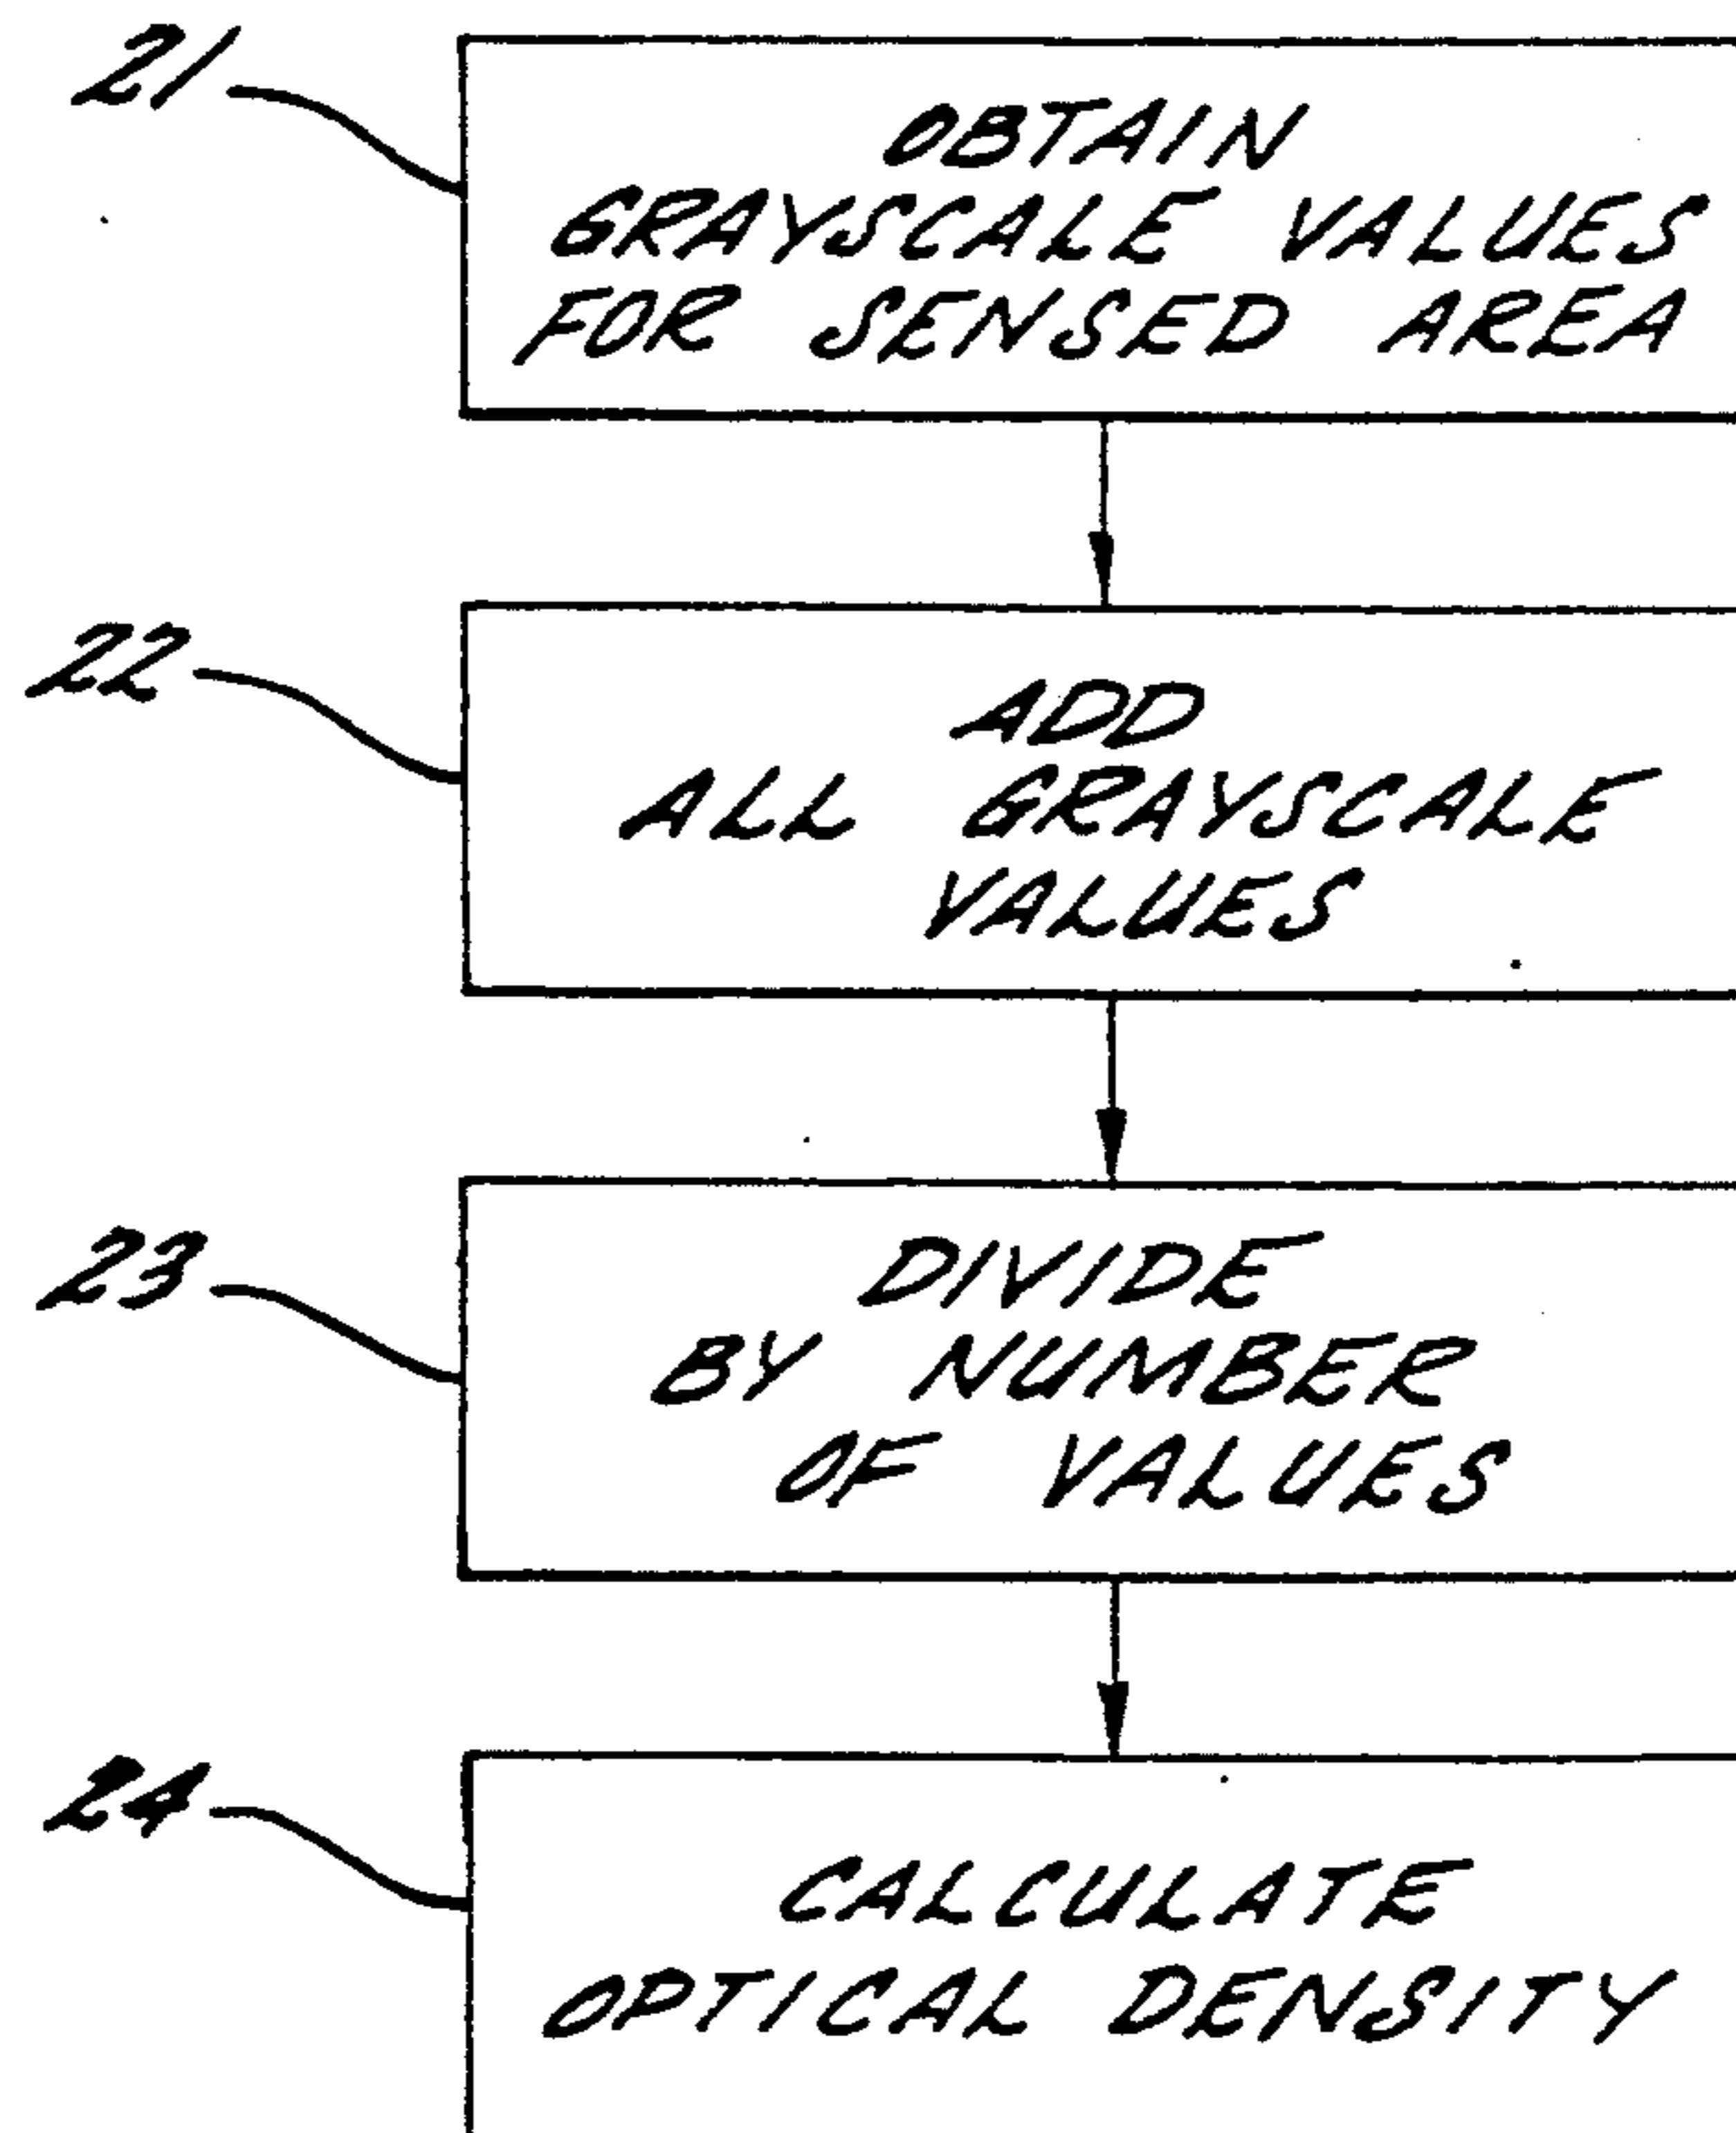 21
OBTAIN
GRAYSCALE VALUES
FOR SENSED AREA
22
ADD
ALL GRAYSCALE
VALUES
23
DIVIDE
BY NUMBER
OF VALUES
24
CALCULATE
OPTICAL DENSITY